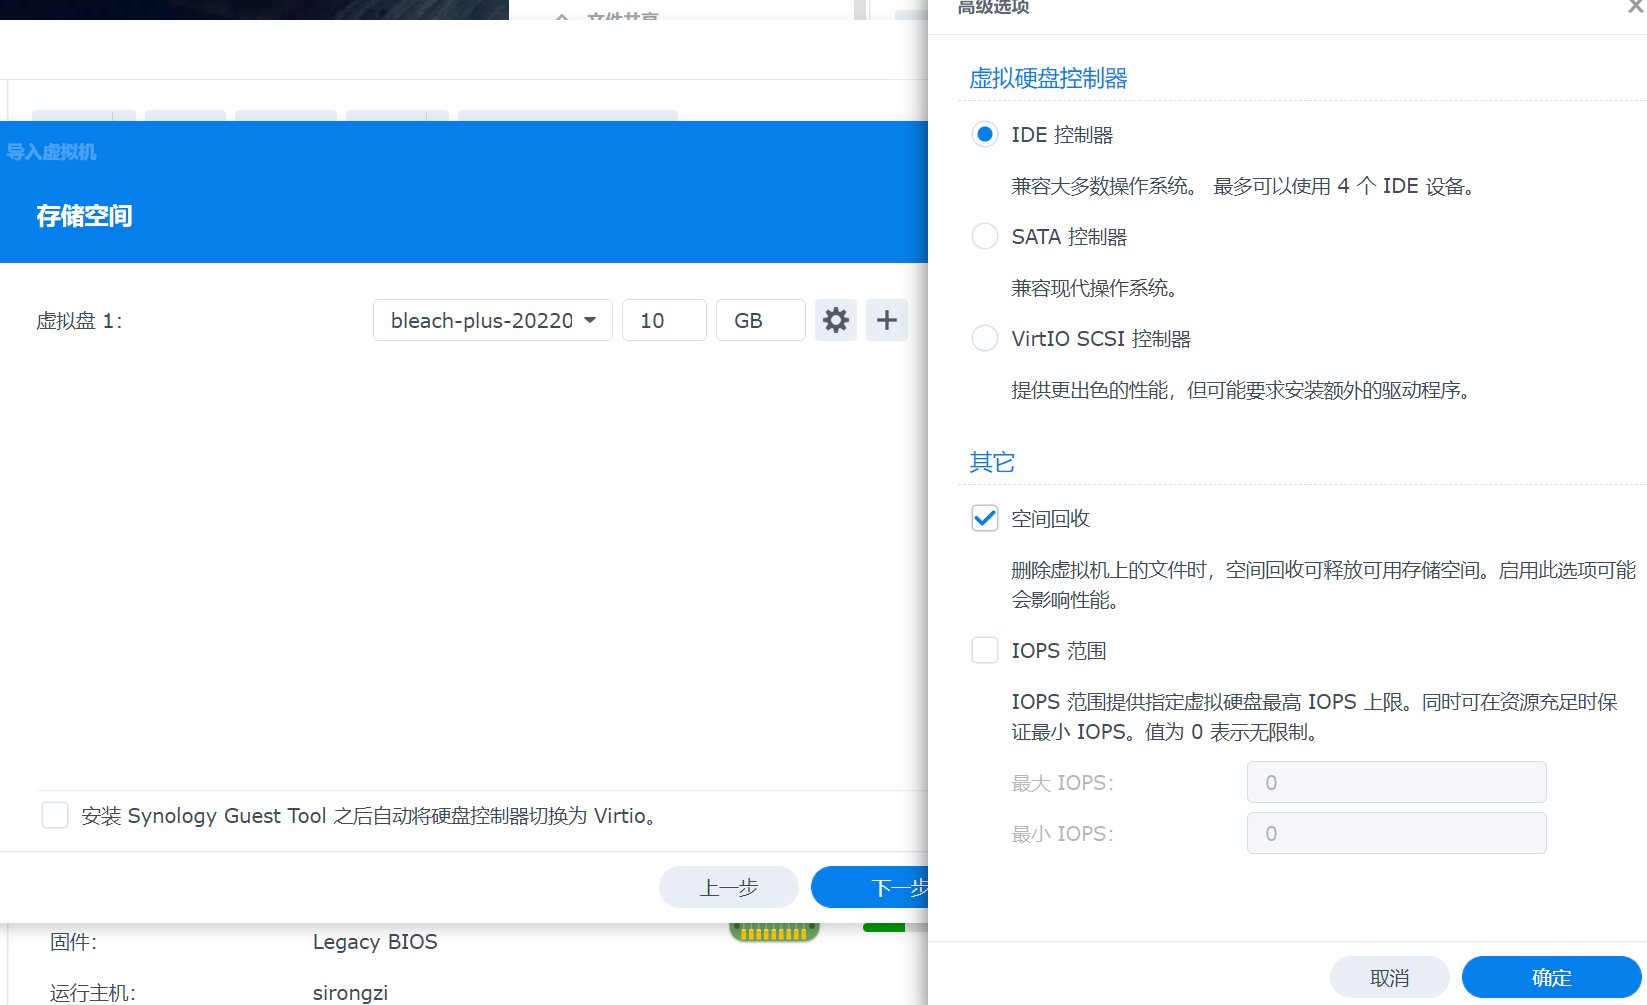 文件共享
导入虚拟机
存储空间
虚拟盘 1：
bleach-plus-20220
10
GB
安装 Synology Guest Tool 之后自动将硬盘控制器切换为 Virtio。
上一步
下一步
固件：
Legacy BIOS
运行主机：
sirongzi
高级选项
虚拟硬盘控制器
IDE 控制器
兼容大多数操作系统。 最多可以使用 4 个 IDE 设备。
SATA 控制器
兼容现代操作系统。
VirtIO SCSI 控制器
提供更出色的性能，但可能要求安装额外的驱动程序。
其它
空间回收
删除虚拟机上的文件时，空间回收可释放可用存储空间。启用此选项可能
会影响性能。
IOPS 范围
IOPS 范围提供指定虚拟硬盘最高 IOPS 上限。同时可在资源充足时保
证最小 IOPS。值为 0 表示无限制。
最大 IOPS：
0
最小 IOPS：
0
取消
确定